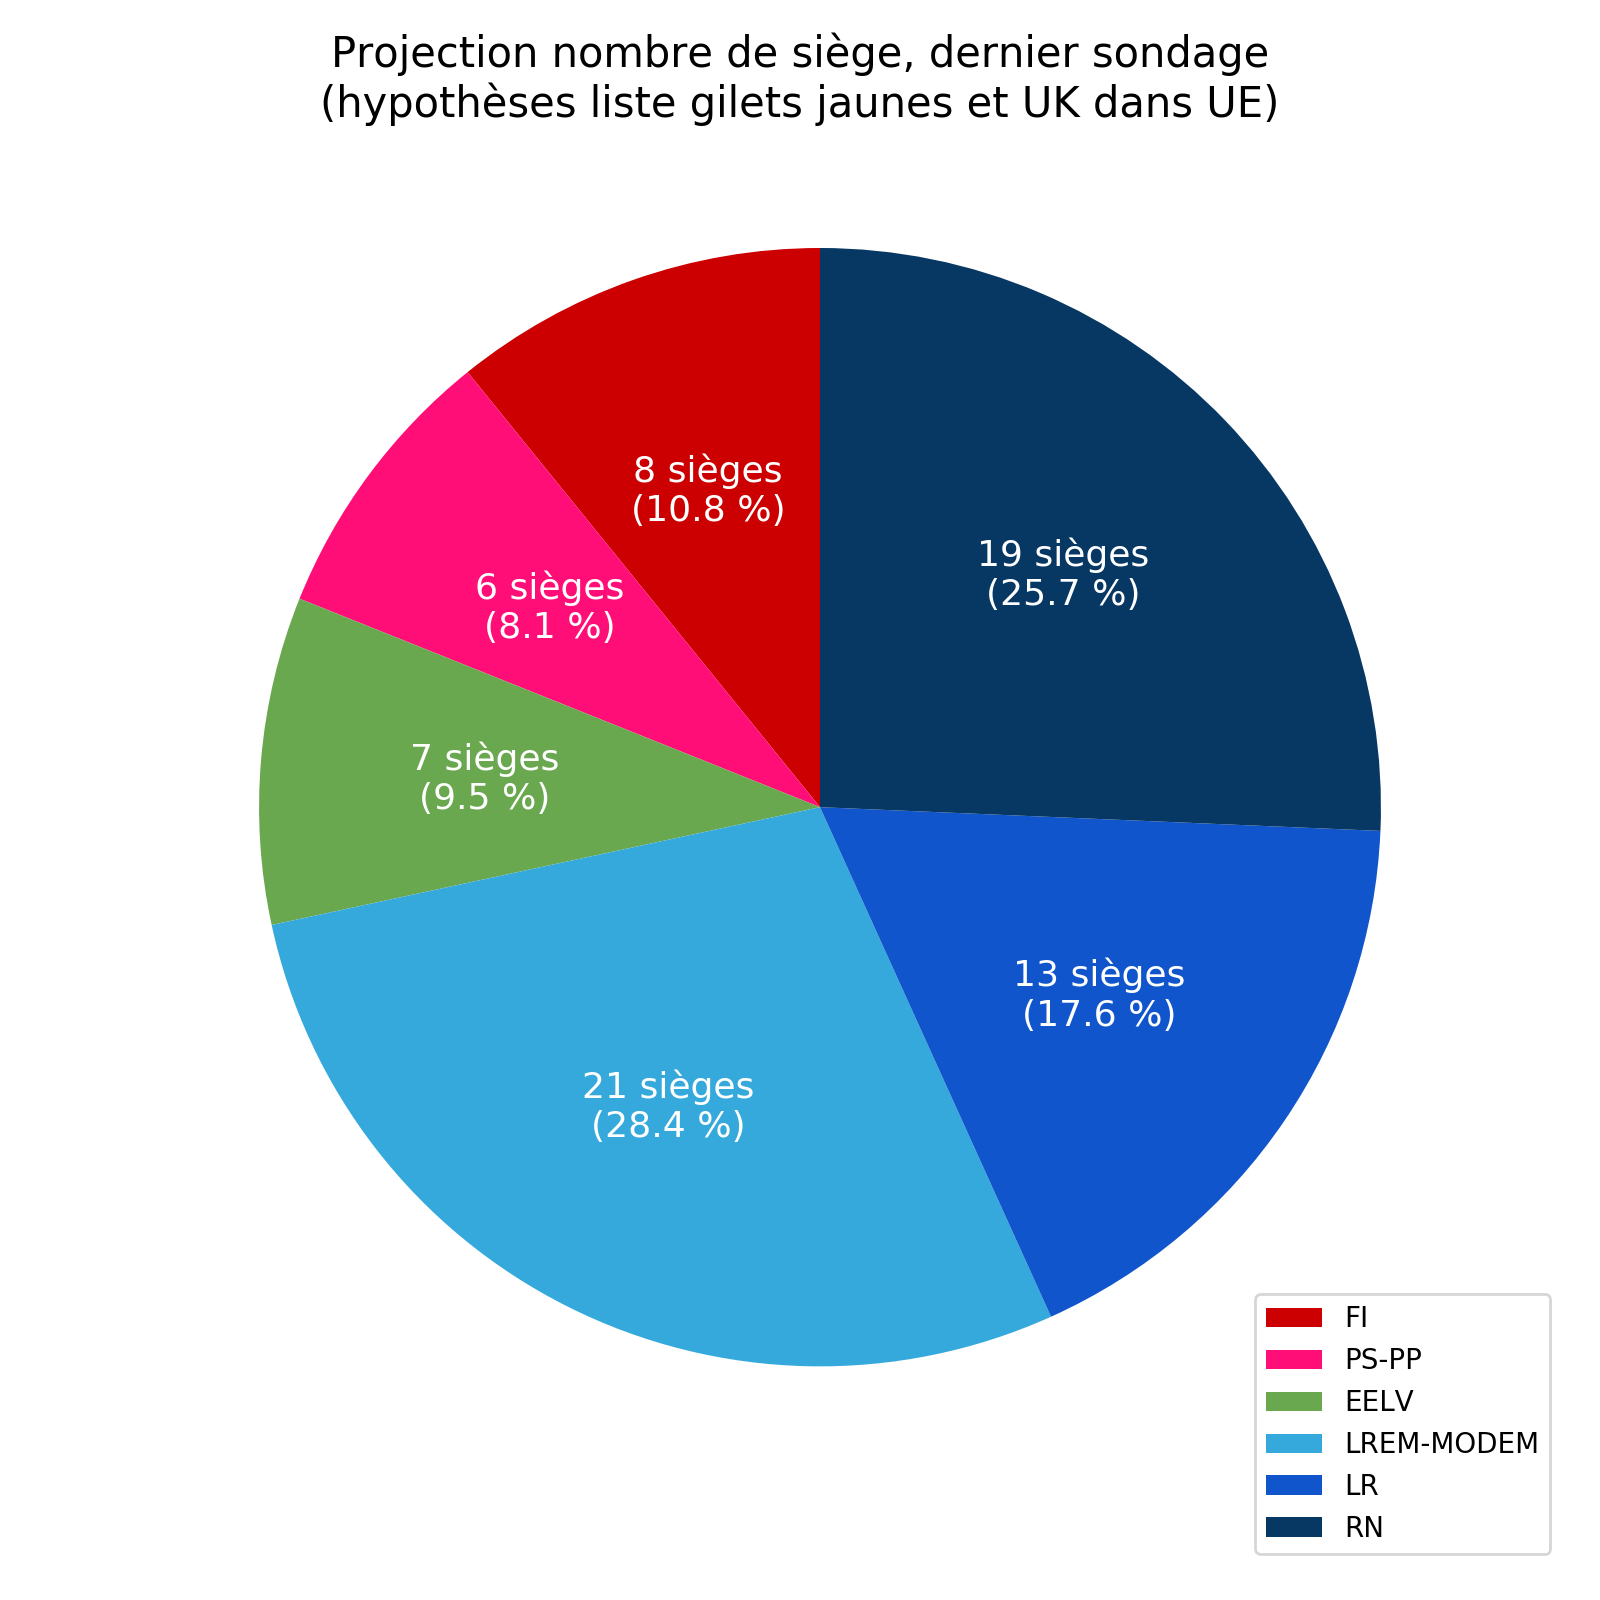 Projection nombre de siège, dernier sondage
(hypothèses liste gilets jaunes et UK dans UE)
8 sièges
(10.8 %)
19 sièges
(25.7 %)
6 sièges
(8.1 %)
7 sièges
(9.5 %)
13 sièges
(17.6 %)
21 sièges
(28.4 %)
FI
PS-PP
EELV
LREM-MODEM
LR
RN